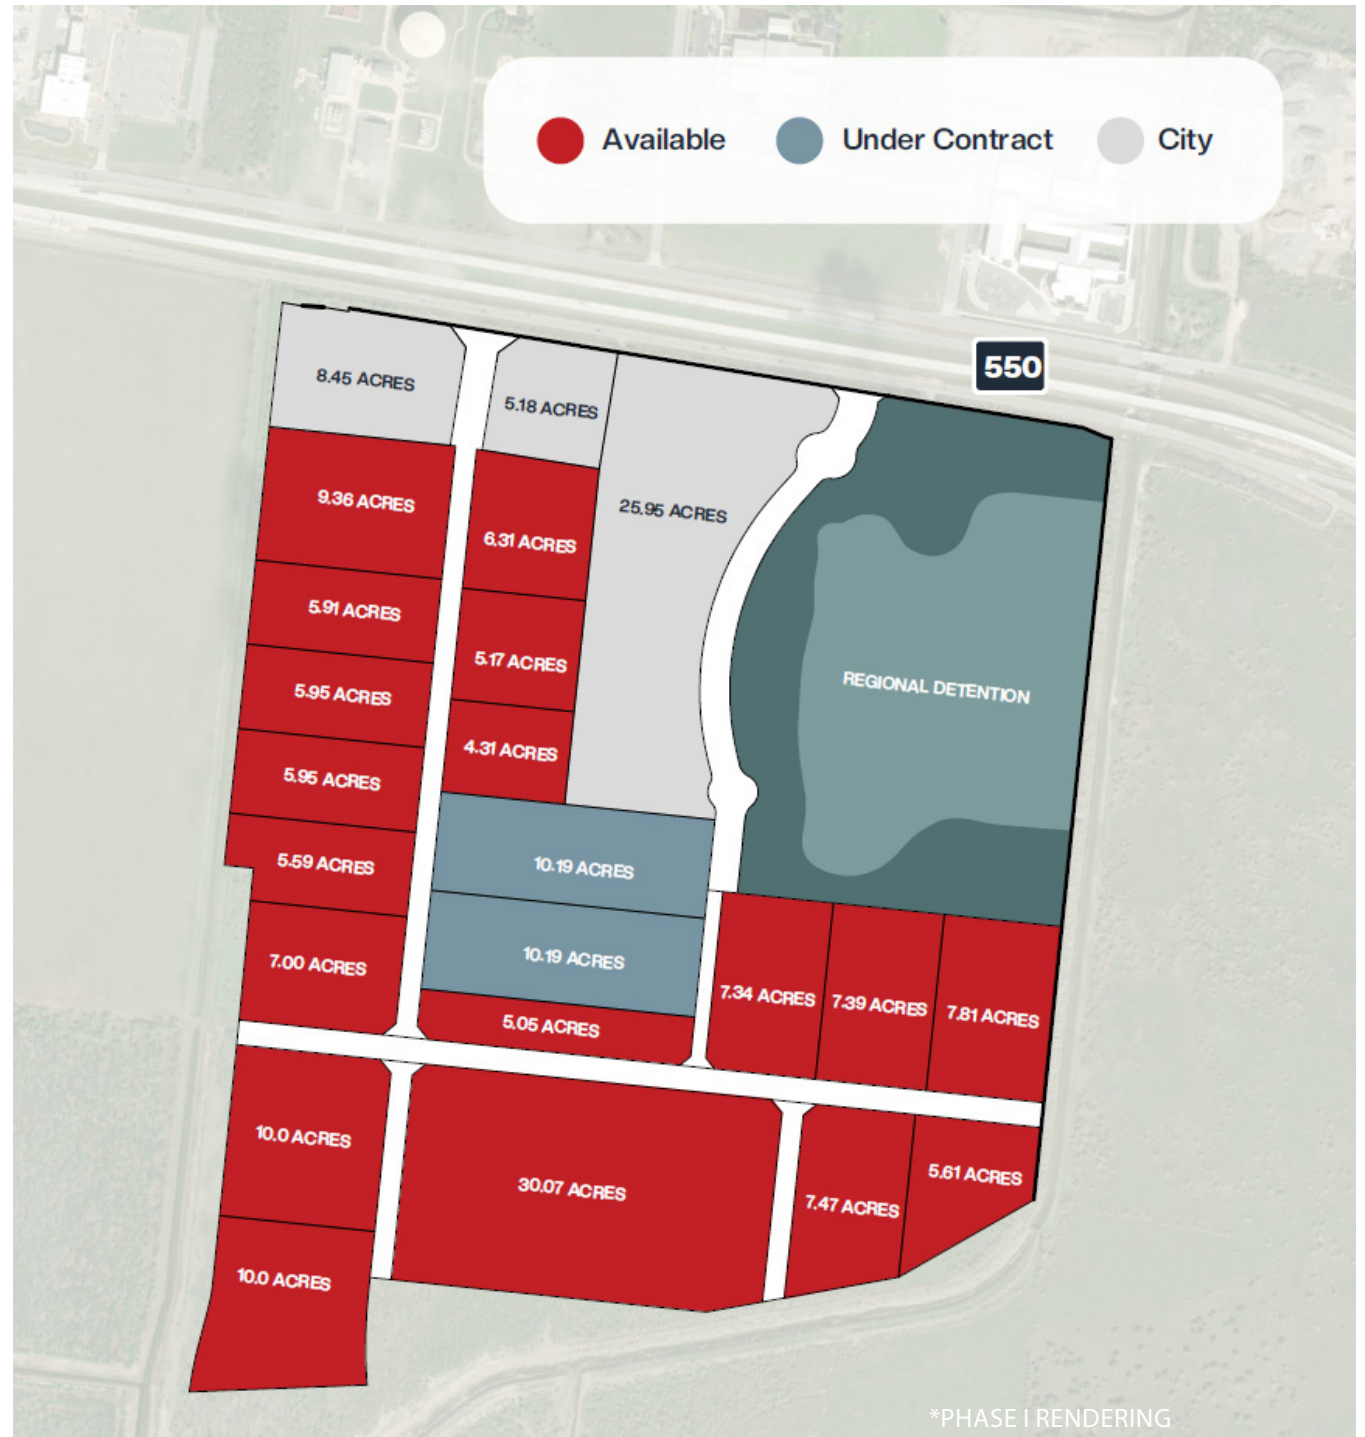 Available
Under Contract
City
550
8.45 ACRES
5.18 ACRES
25.95 ACRES
9.36 ACRES
6.31 ACRES
5.91 ACRES
5.17 ACRES
5.95 ACRES
4.31 ACRES
5.95 ACRES
REGIONAL DETENTION
5.59 ACRES
10.19 ACRES
7.00 ACRES
10.19 ACRES
5.05 ACRES
7.34 ACRES
7.39 ACRES
7.81 ACRES
10.0 ACRES
30.07 ACRES
7.47 ACRES
5.61 ACRES
10.0 ACRES
*PHASE I RENDERING